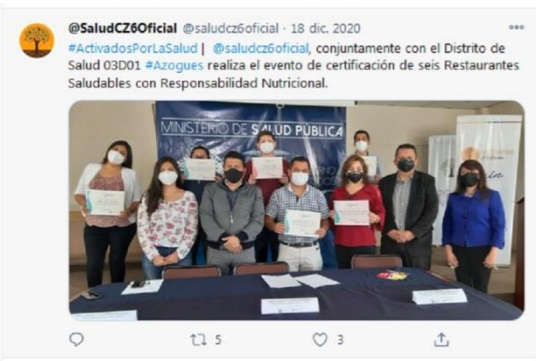 @SaludCZ6Oficial @saludcz6oficial · 18 dic. 2020
#ActivadosPorLaSalud | @saludcz6oficial, conjuntamente con el Distrito de
Salud 03D01 #Azogues realiza el evento de certificación de seis Restaurantes
Saludables con Responsabilidad Nutricional.
MINISTERIO DE SALUD PÚBLICA
5
3